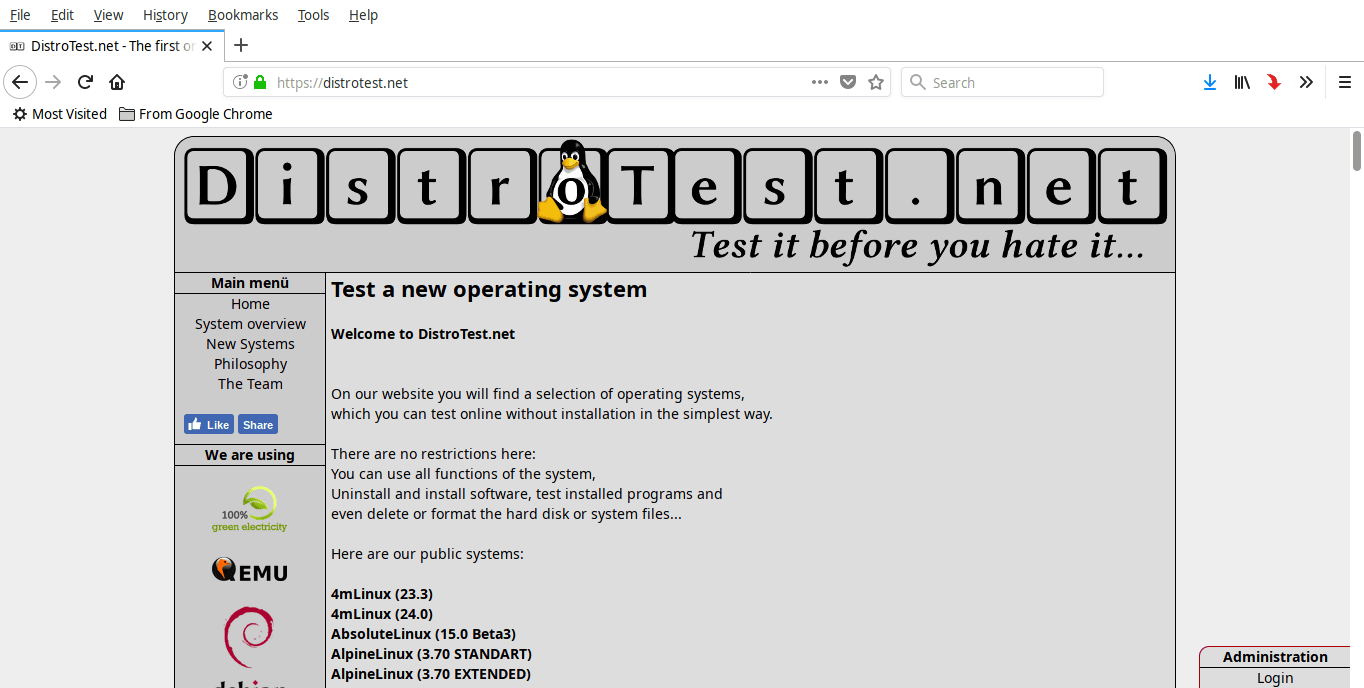 File Edit View History Bookmarks Tools Help
DistroTest.net - The first
https://distrotest.net
Search
Most Visited From Google Chrome
DistroTest.net
Test it before you hate it...
Main menü
Home
System overview
New Systems
Philosophy
The Team
Like Share
We are using
100%
green electricity
QEMU
debian
Test a new operating system
Welcome to DistroTest.net
On our website you will find a selection of operating systems,
which you can test online without installation in the simplest way.
There are no restrictions here:
You can use all functions of the system,
Uninstall and install software, test installed programs and
even delete or format the hard disk or system files...
Here are our public systems:
4mLinux (23.3)
4mLinux (24.0)
AbsoluteLinux (15.0 Beta3)
AlpineLinux (3.70 STANDART)
AlpineLinux (3.70 EXTENDED)
Administration
Login